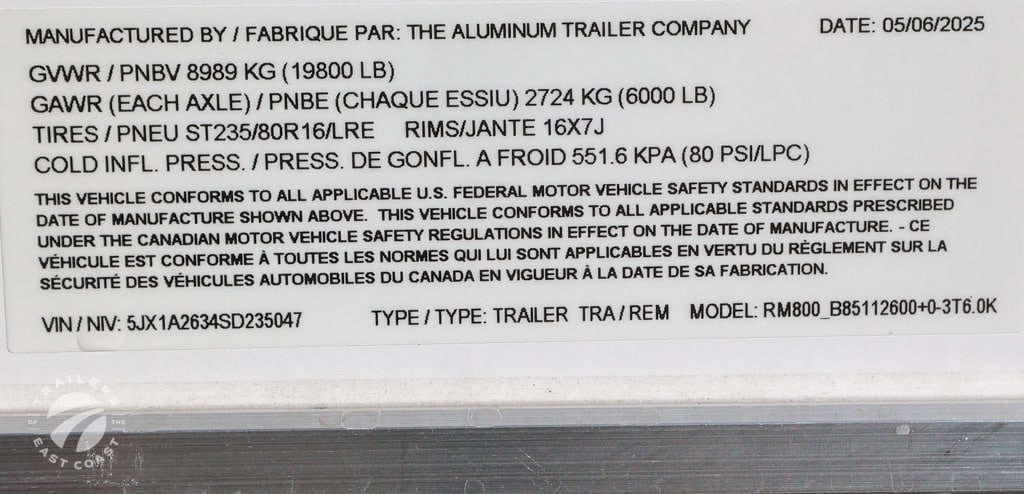 MANUFACTURED BY / FABRIQUE PAR: THE ALUMINUM TRAILER COMPANY DATE: 05/06/2025
GVWR / PNBV 8989 KG (19800 LB)
GAWR (EACH AXLE) / PNBE (CHAQUE ESSIU) 2724 KG (6000 LB)
TIRES / PNEU ST235/80R16/LRE RIMS/JANTE 16X7J
COLD INFL. PRESS. / PRESS. DE GONFL. A FROID 551.6 KPA (80 PSI/LPC)
THIS VEHICLE CONFORMS TO ALL APPLICABLE U.S. FEDERAL MOTOR VEHICLE SAFETY STANDARDS IN EFFECT ON THE
DATE OF MANUFACTURE SHOWN ABOVE. THIS VEHICLE CONFORMS TO ALL APPLICABLE STANDARDS PRESCRIBED
UNDER THE CANADIAN MOTOR VEHICLE SAFETY REGULATIONS IN EFFECT ON THE DATE OF MANUFACTURE. - CE
VÉHICULE EST CONFORME À TOUTES LES NORMES QUI LUI SONT APPLICABLES EN VERTU DU RÈGLEMENT SUR LA
SÉCURITÉ DES VÉHICULES AUTOMOBILES DU CANADA EN VIGUEUR À LA DATE DE SA FABRICATION.
VIN / NIV: 5JX1A2634SD235047 TYPE / TYPE: TRAILER TRA / REM MODEL: RM800_B85112600+0-3T6.0K
TRAILERS
OF THE
EAST COAST